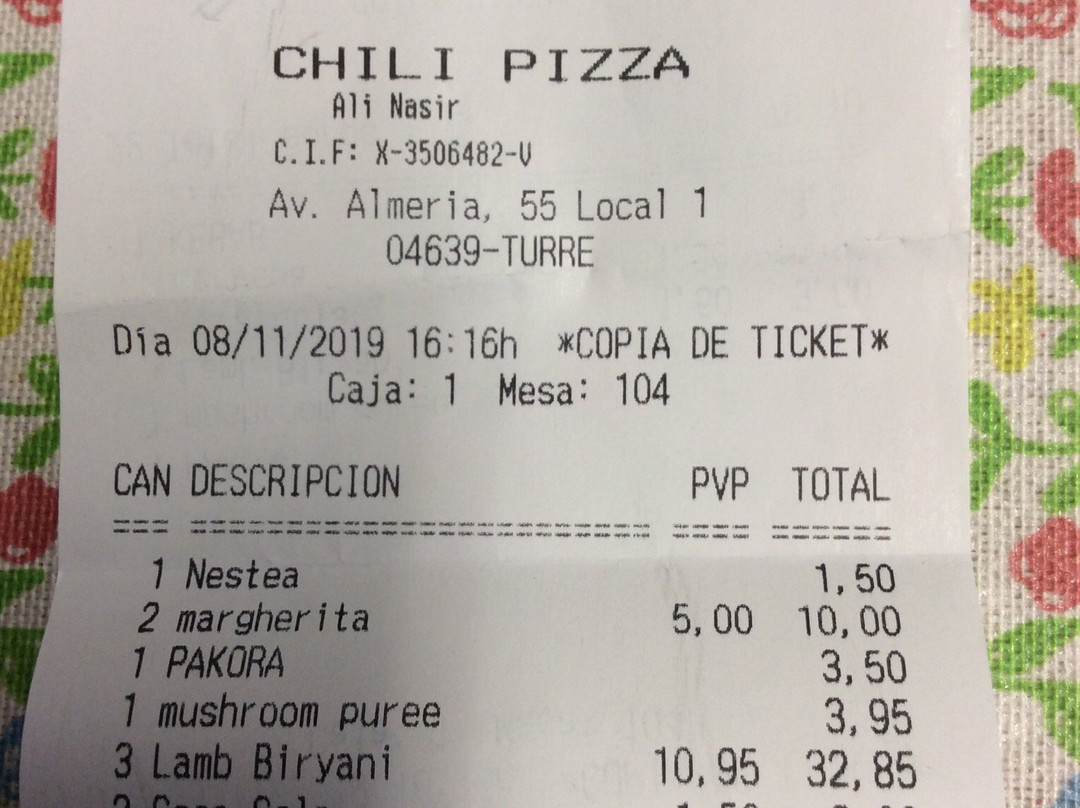 CHILI PIZZA
Ali Nasir
C.I.F: X-3506482-V
Av. Almeria, 55 Local 1
04639-TURRE
Día 08/11/2019 16:16h *COPIA DE TICKET*
Caja: 1 Mesa: 104
CAN DESCRIPCION PVP TOTAL
1 Nestea 1,50
2 margherita 5,00 10,00
1 PAKORA 3,50
1 mushroom puree 3,95
3 Lamb Biryani 10,95 32,85